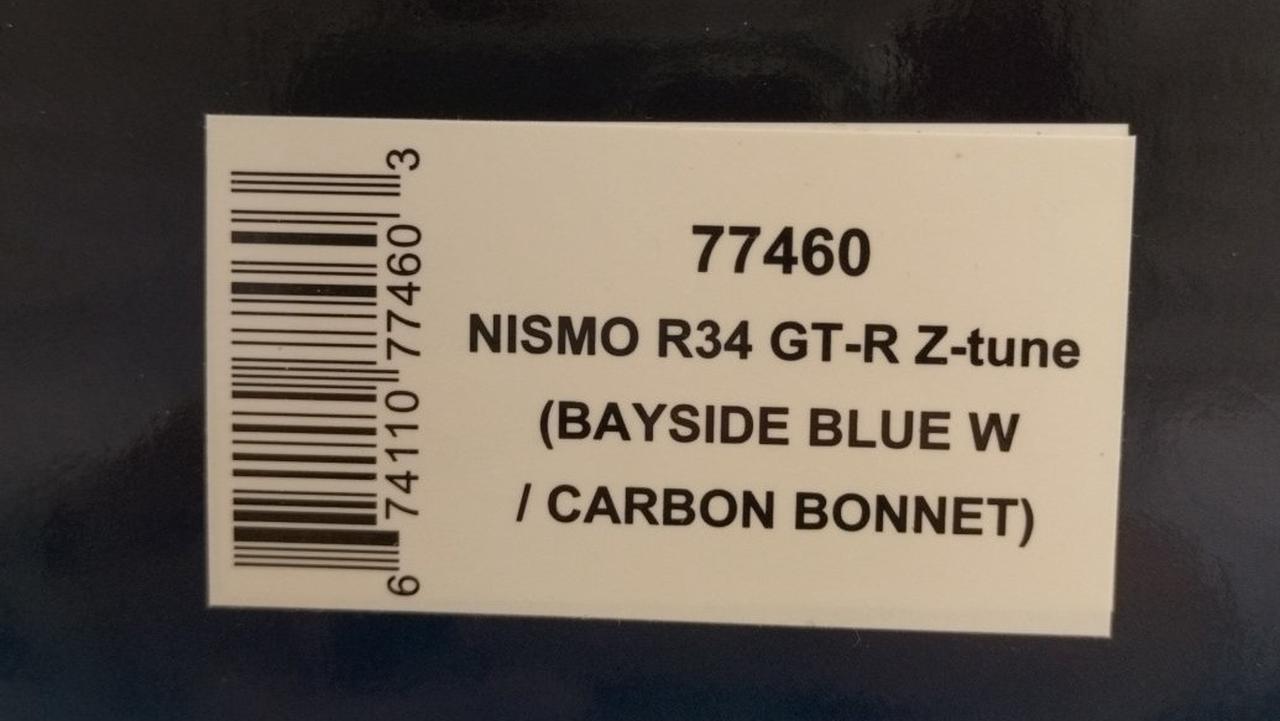 6 74110 77460 3
77460
NISMO R34 GT-R Z-tune
(BAYSIDE BLUE W
/ CARBON BONNET)